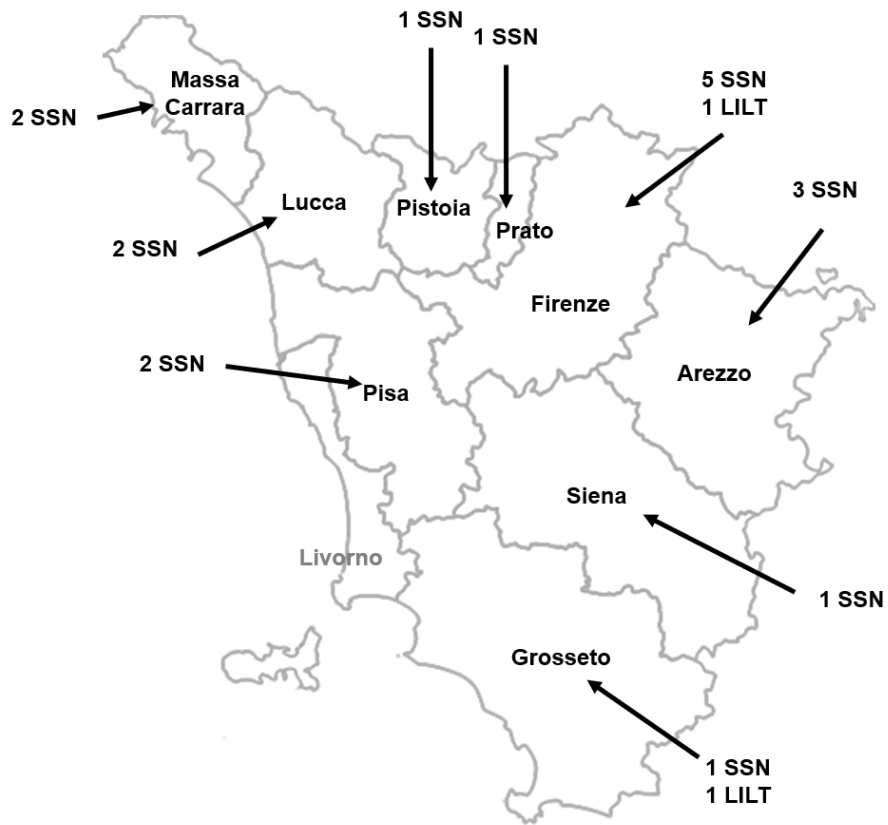 1 SSN
1 SSN
Massa
Carrara
5 SSN
1 LILT
2 SSN
3 SSN
Lucca
Pistoia
Prato
2 SSN
Firenze
2 SSN
Pisa
Arezzo
Siena
Livorno
1 SSN
Grosseto
1 SSN
1 LILT